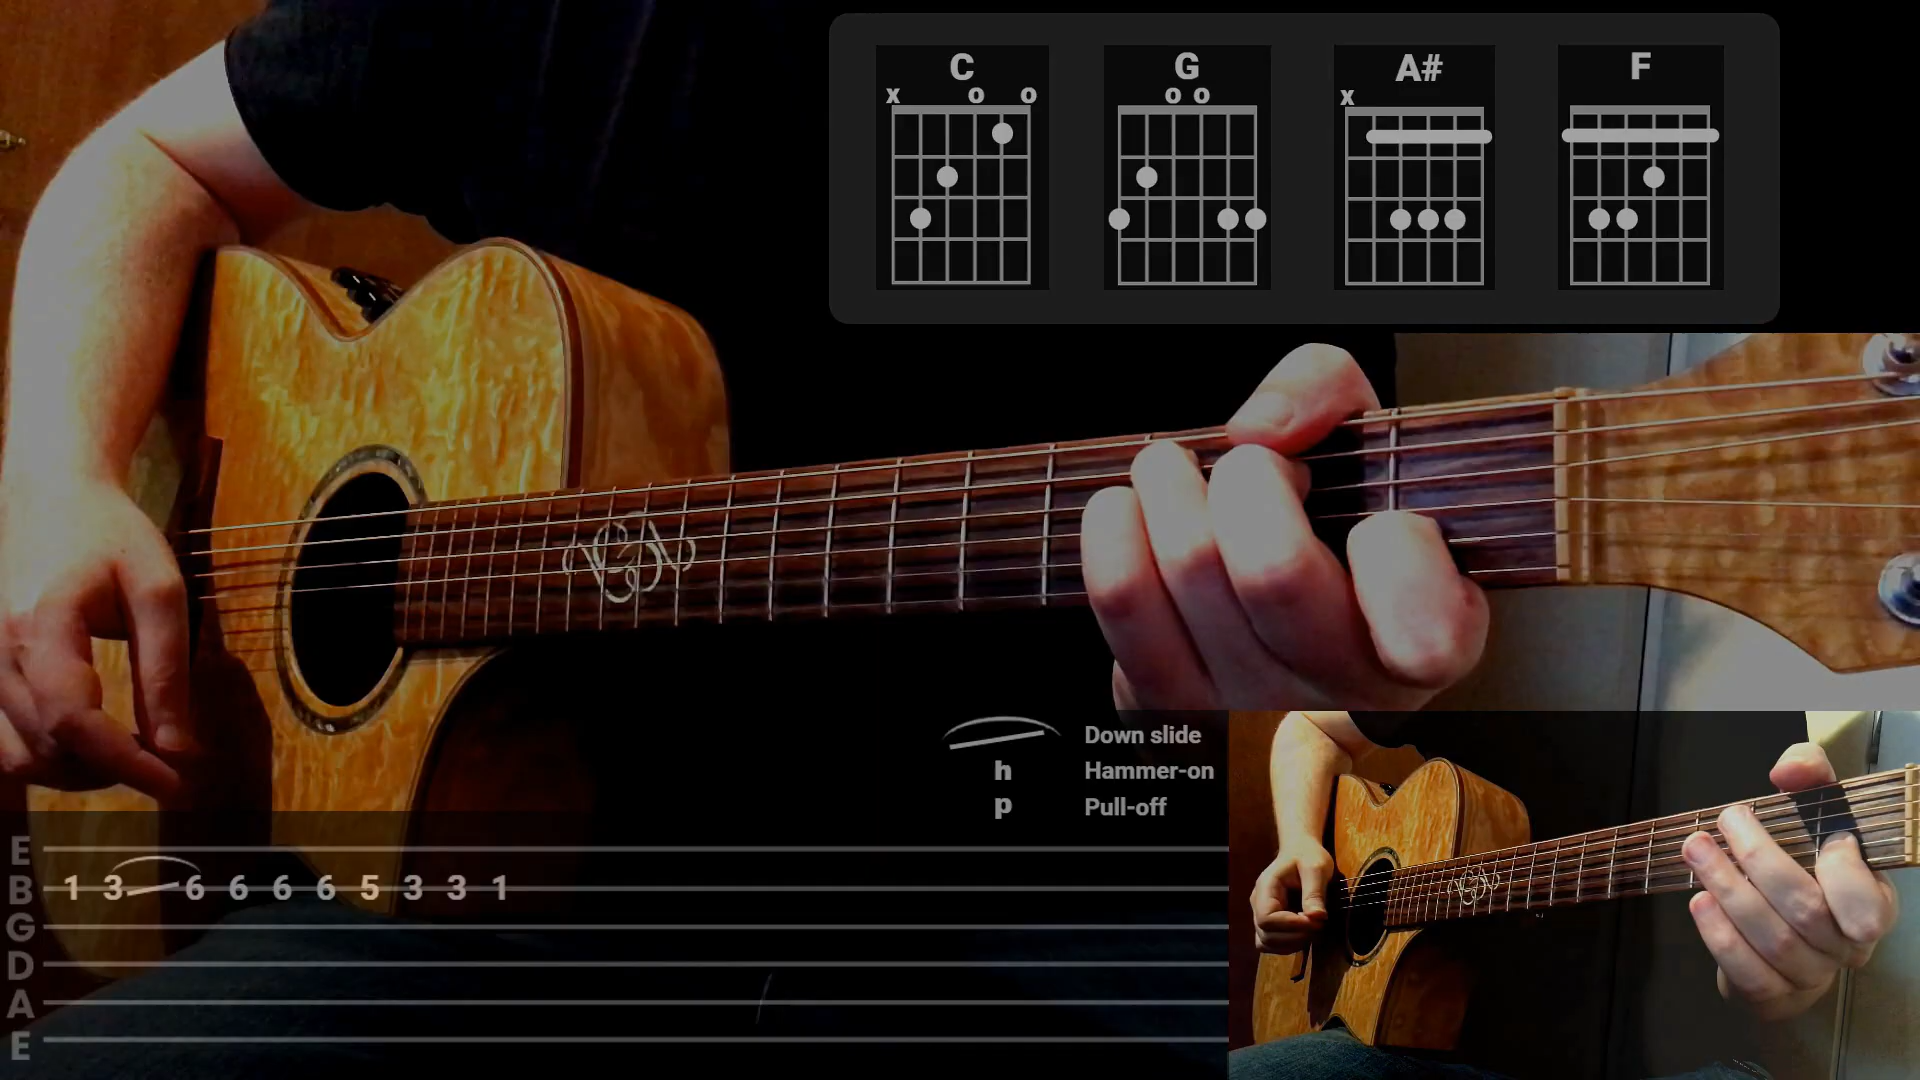 C G A# F
x o o o o x
Down slide
h Hammer-on
p Pull-off
E
B 1 3 6 6 6 6 5 3 3 1
G
D
A
E